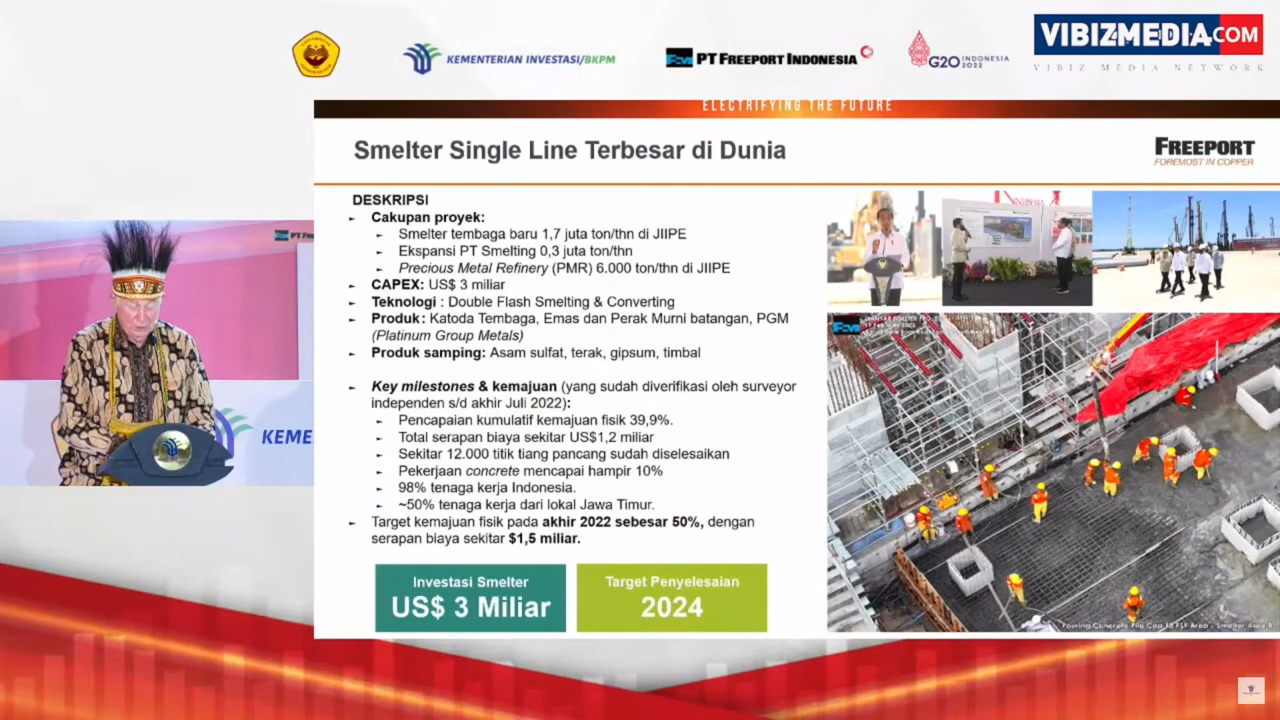 KEMENTERIAN INVESTASI/BKPM
PT FREEPORT INDONESIA
G20 INDONESIA
2022
VIBIZMEDIA.COM
VIBIZ MEDIA NETWORK
ELECTRIFYING THE FUTURE
Smelter Single Line Terbesar di Dunia
FREEPORT
FOREMOST IN COPPER
DESKRIPSI
► Cakupan proyek:
► Smelter tembaga baru 1,7 juta ton/thn di JIIPE
► Ekspansi PT Smelting 0,3 juta ton/thn
► Precious Metal Refinery (PMR) 6.000 ton/thn di JIIPE
► CAPEX: US$ 3 miliar
► Teknologi : Double Flash Smelting & Converting
► Produk: Katoda Tembaga, Emas dan Perak Murni batangan, PGM
(Platinum Group Metals)
► Produk samping: Asam sulfat, terak, gipsum, timbal
► Key milestones & kemajuan (yang sudah diverifikasi oleh surveyor
independen s/d akhir Juli 2022):
► Pencapaian kumulatif kemajuan fisik 39,9%.
► Total serapan biaya sekitar US$1,2 miliar
► Sekitar 12.000 titik tiang pancang sudah diselesaikan
► Pekerjaan concrete mencapai hampir 10%
► 98% tenaga kerja Indonesia.
► ~50% tenaga kerja dari lokal Jawa Timur.
► Target kemajuan fisik pada akhir 2022 sebesar 50%, dengan
serapan biaya sekitar $1,5 miliar.
Investasi Smelter
US$ 3 Miliar
Target Penyelesaian
2024
PT F
KEME
Pouring Concrete Pile Cap